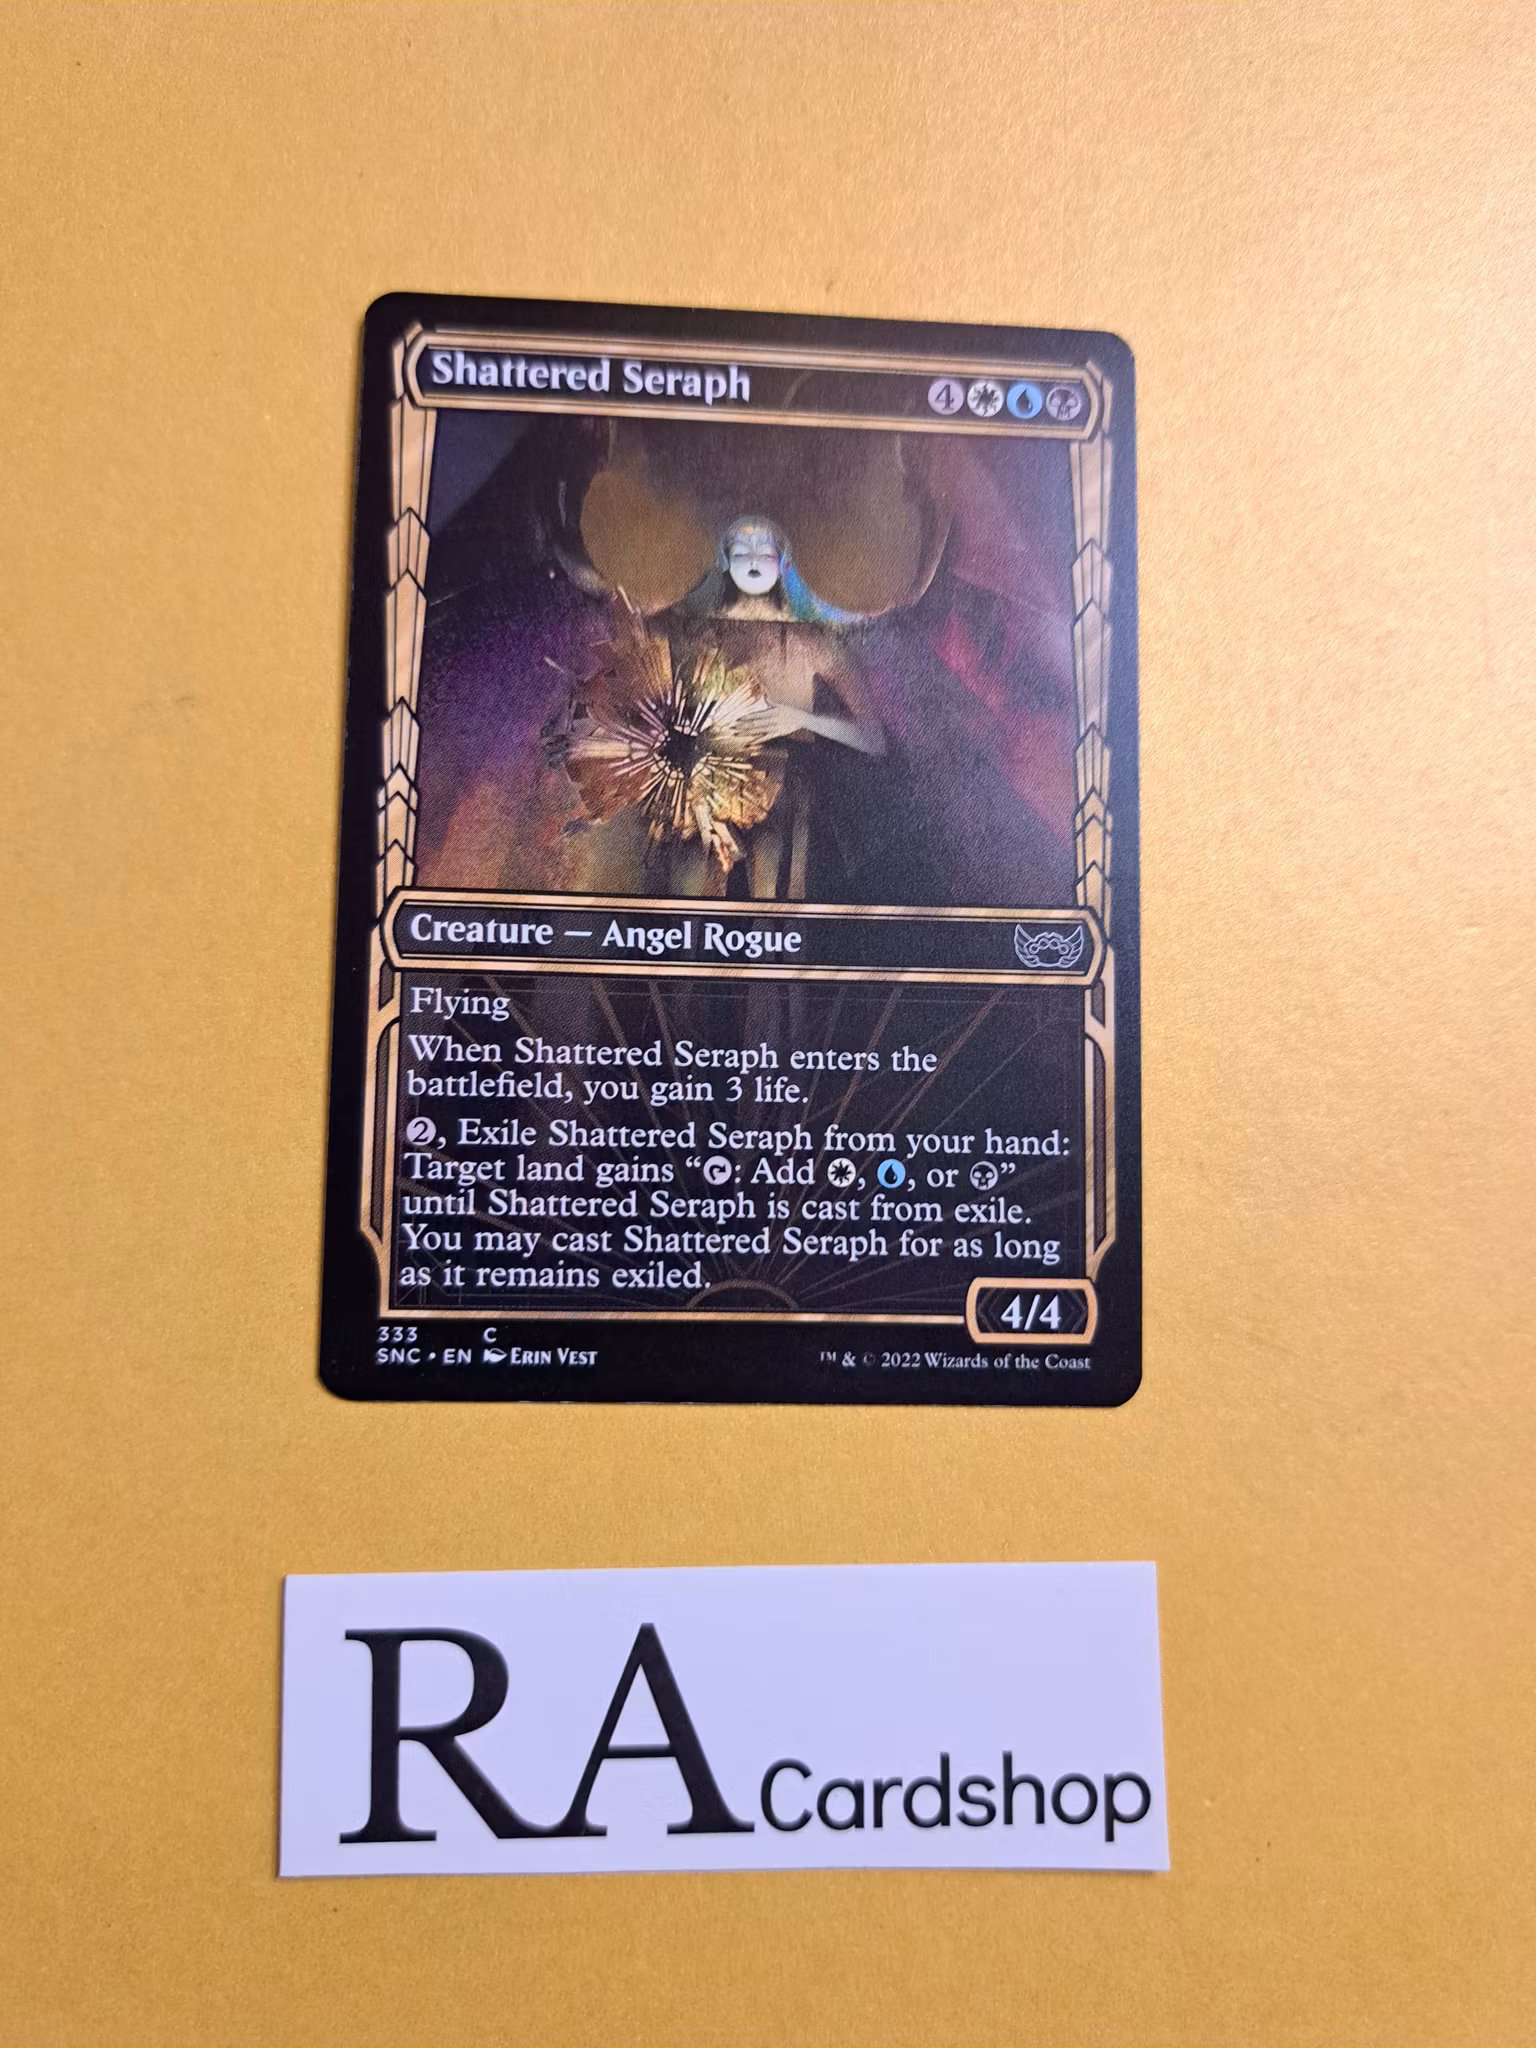 Shattered Seraph 4
Creature — Angel Rogue
Flying
When Shattered Seraph enters the
battlefield, you gain 3 life.
2, Exile Shattered Seraph from your hand:
Target land gains “: Add , , or ”
until Shattered Seraph is cast from exile.
You may cast Shattered Seraph for as long
as it remains exiled.
4/4
333 C
SNC • EN ERIN VEST
™ & © 2022 Wizards of the Coast
RA Cardshop